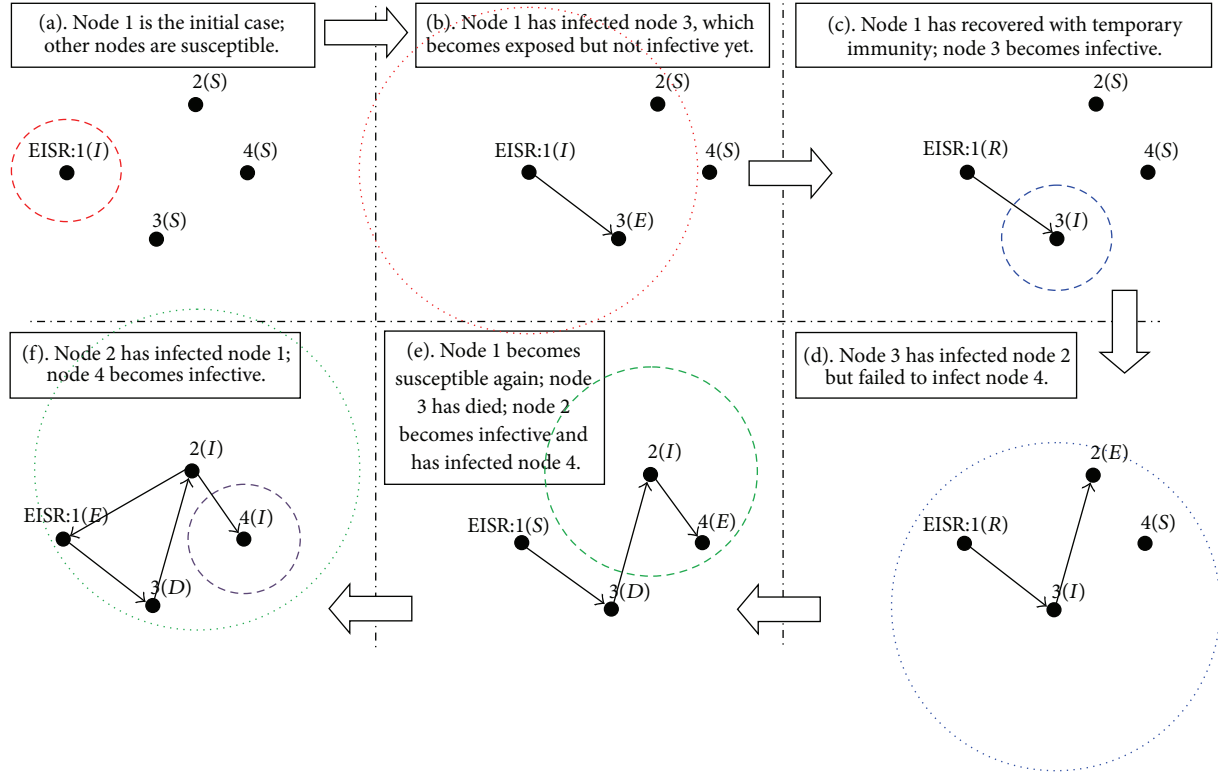 (a). Node 1 is the initial case;
other nodes are susceptible.
2(S)
EISR:1(I)
4(S)
3(S)
(b). Node 1 has infected node 3, which
becomes exposed but not infective yet.
2(S)
EISR:1(I)
4(S)
3(E)
(c). Node 1 has recovered with temporary
immunity; node 3 becomes infective.
2(S)
EISR:1(R)
4(S)
3(I)
(d). Node 3 has infected node 2
but failed to infect node 4.
2(E)
EISR:1(R)
4(S)
3(I)
(e). Node 1 becomes
susceptible again; node
3 has died; node 2
becomes infective and
has infected node 4.
2(I)
EISR:1(S)
4(E)
3(D)
(f). Node 2 has infected node 1;
node 4 becomes infective.
2(I)
EISR:1(E)
4(I)
3(D)